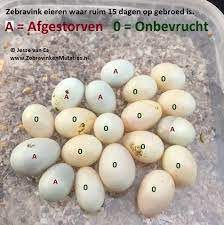 Zebravink eieren waar ruim 15 dagen op gebroed is.
A = Afgestorven 0 = Onbevrucht
© Jesse van Es
www.ZebravinkenMutaties.nl
A
0 0 0 0
A 0 0
0 0 0 A
A 0 0
0
A 0 0 0